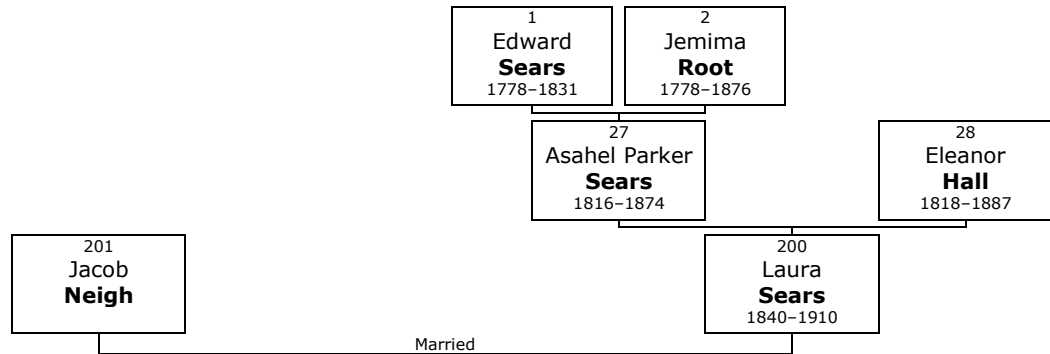 1
Edward
Sears
1778–1831
2
Jemima
Root
1778–1876
27
Asahel Parker
Sears
1816–1874
28
Eleanor
Hall
1818–1887
201
Jacob
Neigh
200
Laura
Sears
1840–1910
Married